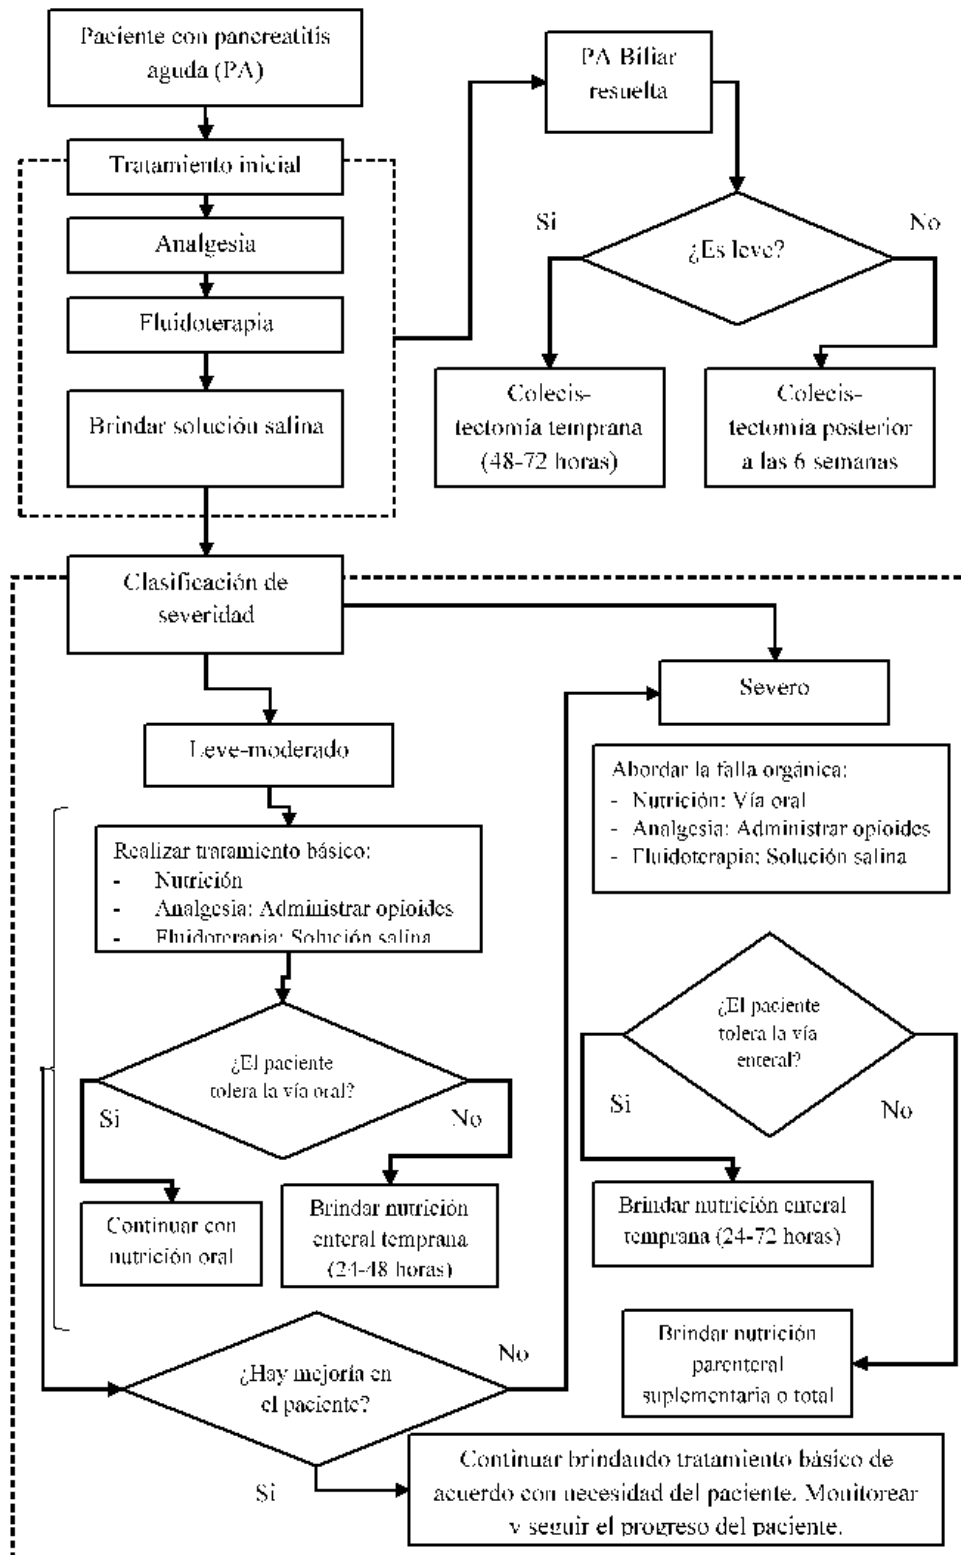 Paciente con pancreatitis
aguda (PA)
Tratamiento inicial
Analgesia
Fluidoterapia
Brindar solución salina
PA Biliar
resuelta
¿Es leve?
Si
No
Colecis-
tectomía temprana
(48-72 horas)
Colecis-
tectomía posterior
a las 6 semanas
Clasificación de
severidad
Leve-moderado
Realizar tratamiento básico:
- Nutrición
- Analgesia: Administrar opioides
- Fluidoterapia: Solución salina
¿El paciente
tolera la vía oral?
Si
No
Continuar con
nutrición oral
Brindar nutrición
enteral temprana
(24-48 horas)
Severo
Abordar la falla orgánica:
- Nutrición: Vía oral
- Analgesia: Administrar opioides
- Fluidoterapia: Solución salina
¿El paciente
tolera la vía
enteral?
Si
No
Brindar nutrición enteral
temprana (24-72 horas)
Brindar nutrición
parenteral
suplementaria o total
¿Hay mejoría en
el paciente?
No
Si
Continuar brindando tratamiento básico de
acuerdo con necesidad del paciente. Monitorear
y seguir el progreso del paciente.